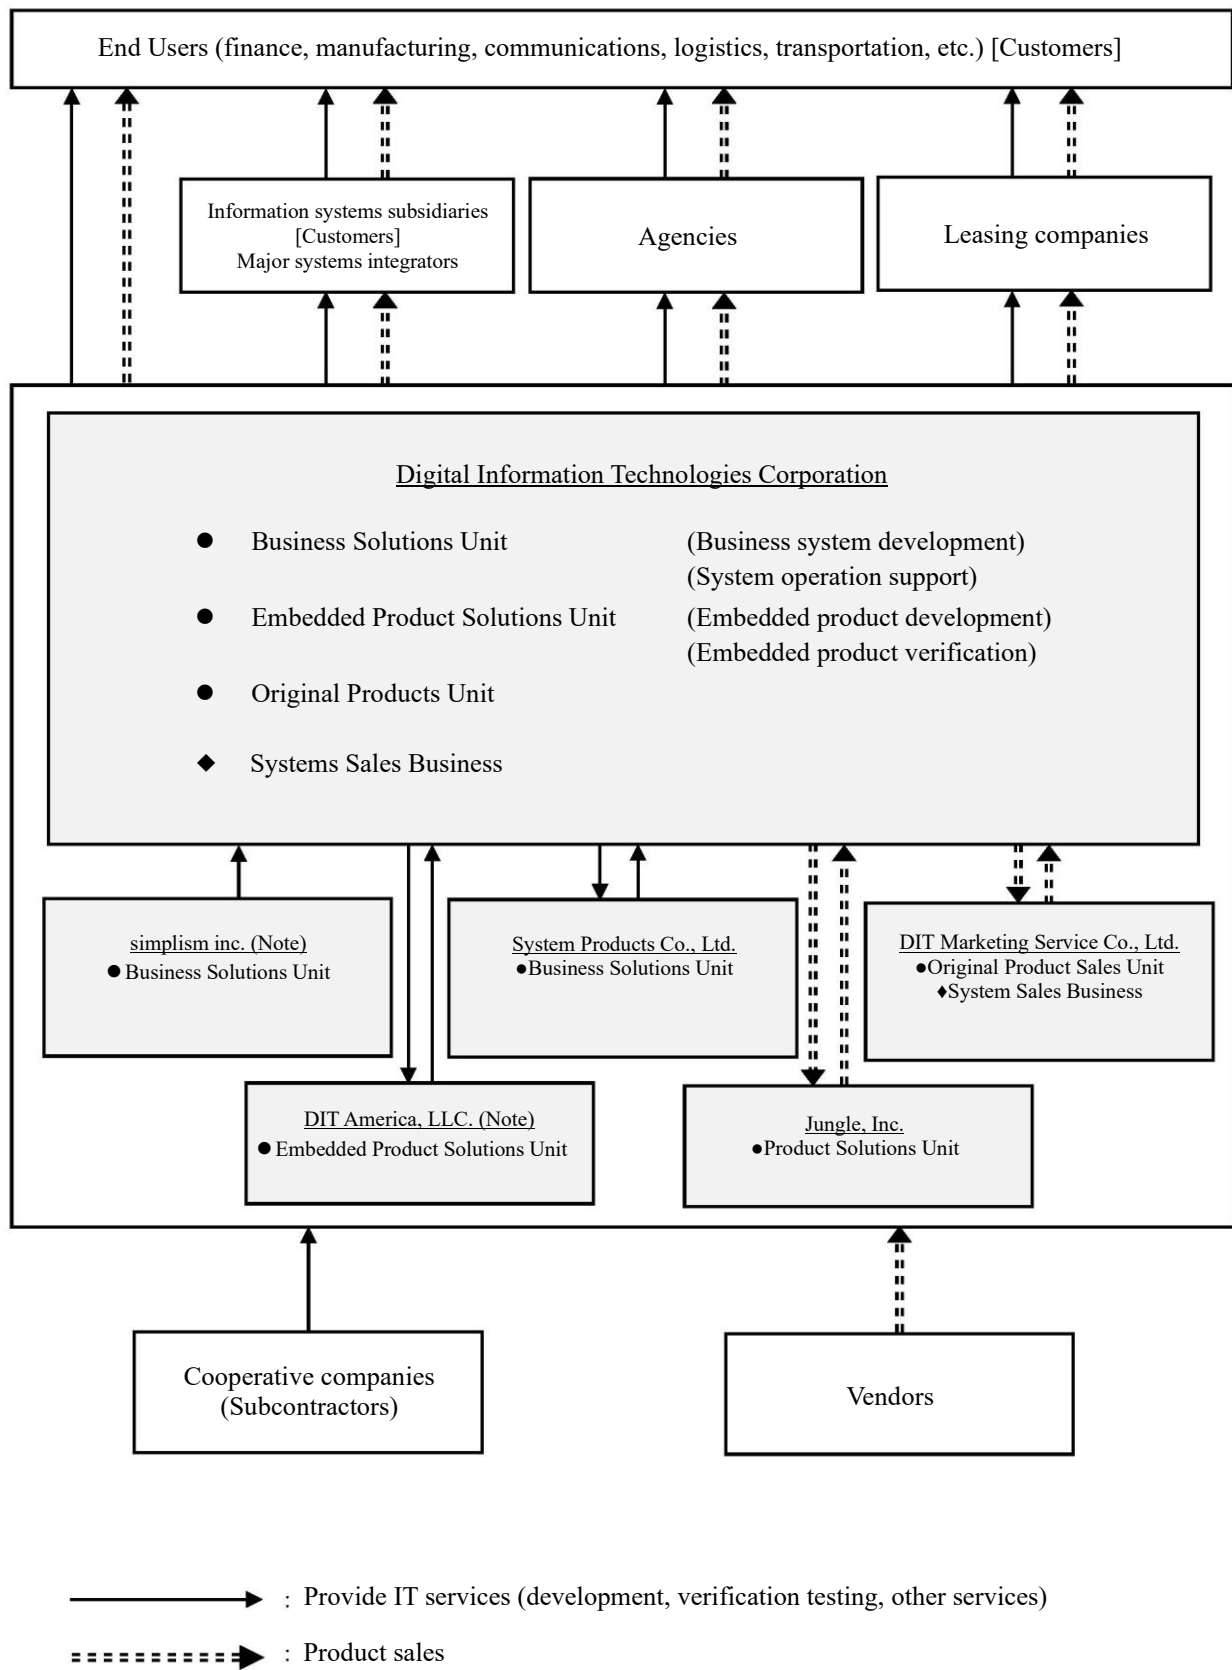 End Users (finance, manufacturing, communications, logistics, transportation, etc.) [Customers]
Information systems subsidiaries
[Customers]
Major systems integrators
Agencies
Leasing companies
Digital Information Technologies Corporation
● Business Solutions Unit (Business system development)
(System operation support)
● Embedded Product Solutions Unit (Embedded product development)
(Embedded product verification)
● Original Products Unit
◆ Systems Sales Business
simplism inc. (Note)
● Business Solutions Unit
System Products Co., Ltd.
●Business Solutions Unit
DIT Marketing Service Co., Ltd.
●Original Product Sales Unit
♦System Sales Business
DIT America, LLC. (Note)
● Embedded Product Solutions Unit
Jungle, Inc.
●Product Solutions Unit
Cooperative companies
(Subcontractors)
Vendors
: Provide IT services (development, verification testing, other services)
: Product sales